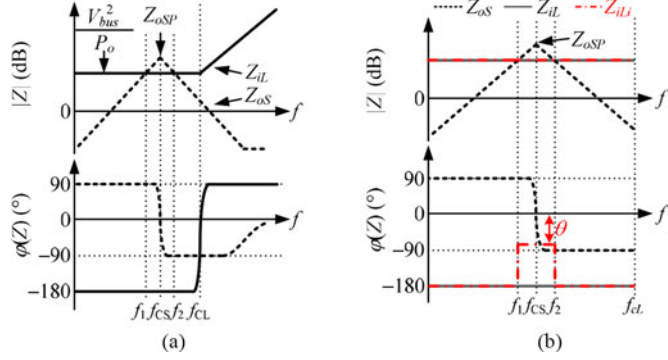 Z_oS Z_iL Z_iLi
V_bus^2
P_o
Z_oSP
|Z| (dB)
0
Z_iL
Z_oS
f
φ(Z) (°)
90
0
−90
−180
f
f_1 f_CS f_2 f_CL
(a)
|Z| (dB)
0
Z_oSP
f
φ(Z) (°)
90
0
−90
−180
θ
f
f_1 f_CS f_2 f_cL
(b)